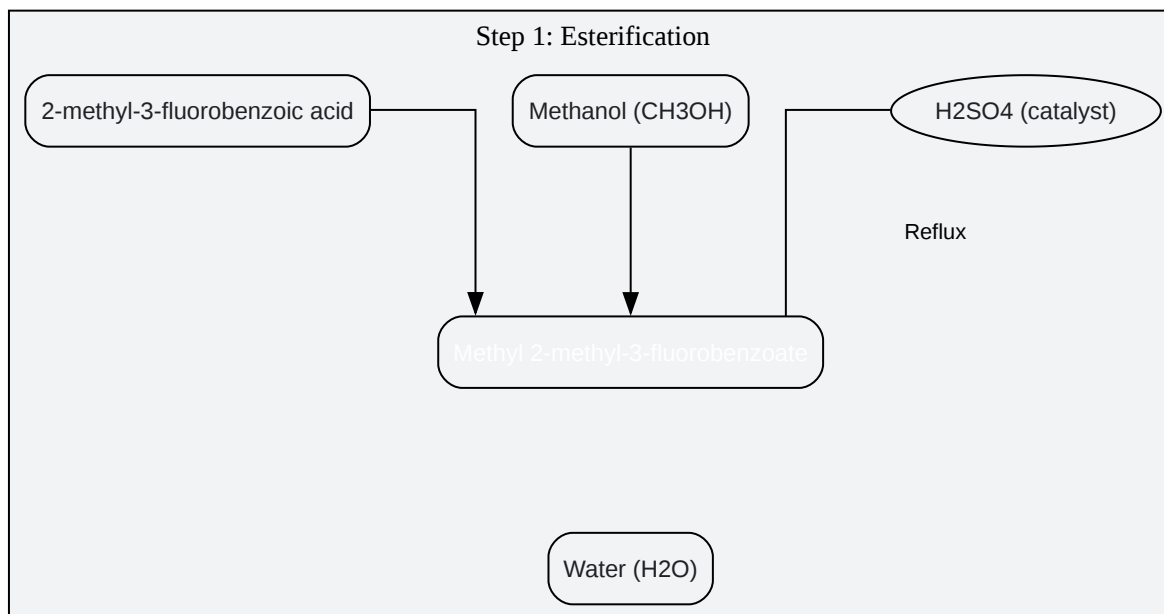 Step 1: Esterification
2-methyl-3-fluorobenzoic acid
Methanol (CH3OH)
H2SO4 (catalyst)
Reflux
Methyl 2-methyl-3-fluorobenzoate
Water (H2O)